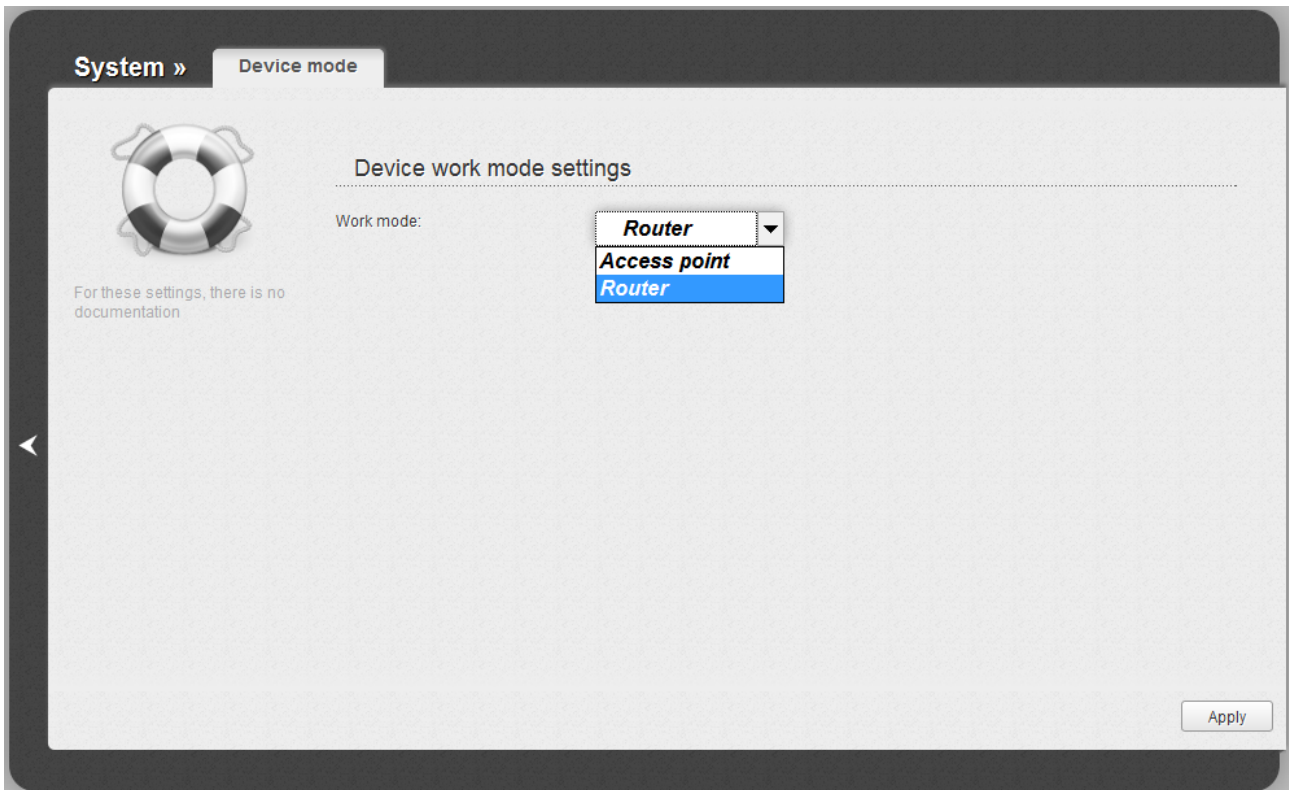 System »
Device mode
Device work mode settings
Work mode:
Router
Access point
Router
For these settings, there is no
documentation
Apply